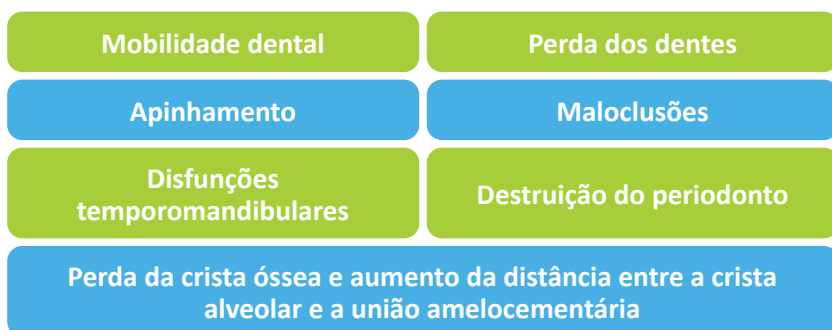 Mobilidade dental
Perda dos dentes
Apinhamento
Maloclusões
Disfunções
temporomandibulares
Destruição do periodonto
Perda da crista óssea e aumento da distância entre a crista
alveolar e a união amelocementária